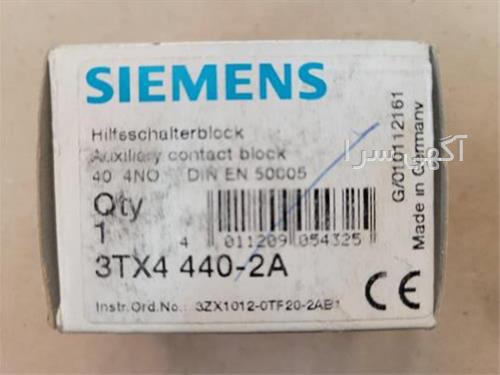 SIEMENS
Hilfsschalterblock
Auxiliary contact block
40 4NO DIN EN 50005
Qty
1
4 011209 054325
3TX4 440-2A
Instr.Ord.No.: 3ZX1012-0TF20-2AB1
G/010112161
Made in Germany
CE
آگهی سرا